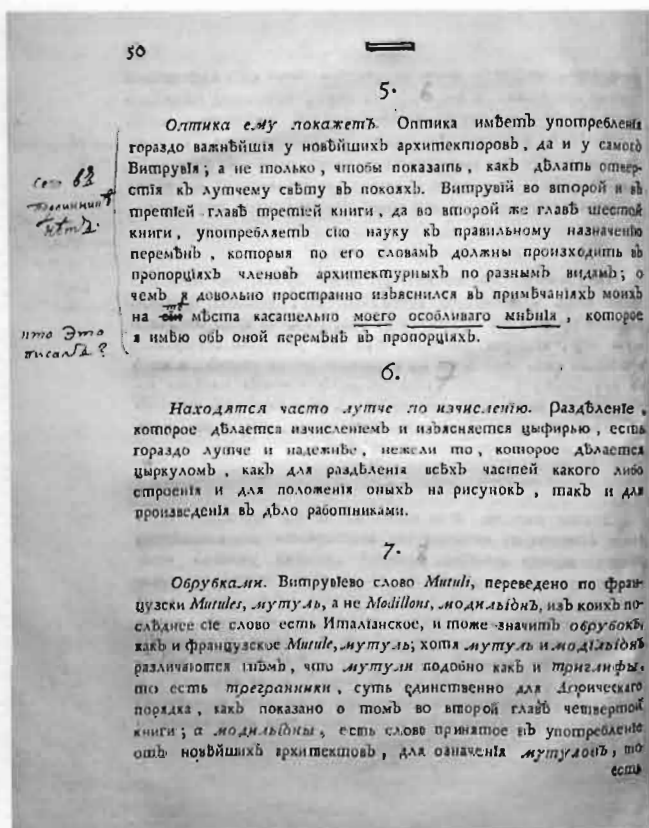 50
5.
Оптика ему покажетъ. Оптика имѣетъ употребленія
гораздо важнѣйшія у новѣйшихъ архитекторовъ, да и у самого
Витрувія; а не только, чтобы показать, какъ дѣлать отвер-
стія къ лутчему свѣту въ покояхъ. Витрувій во второй и въ
третіей главѣ третіей книги, да во второй же главѣ шестой
книги, употребляетъ сію науку къ правильному назначенію
перемѣнъ, которыя по его словамъ должны происходить въ
пропорціяхъ членовъ архитектурныхъ по разнымъ видамъ; о
чемъ я довольно пространно изъяснился въ примѣчаніяхъ моихъ
на мѣста касательно моего особливаго мнѣнія, которое
я имѣю объ оной перемѣнѣ въ пропорціяхъ.
въ
нѣтъ.
что Это
писалъ?
6.
Находятся часто лутче по изчисленію. Раздѣленіе,
которое дѣлается изчисленіемъ и изъясняется цыфирью, есть
гораздо лутче и надежнѣе, нежели то, которое дѣлается
цыркуломъ, какъ для раздѣленія всѣхъ частей какого либо
строенія и для положенія оныхъ на рисунокъ, такъ и для
произведенія въ дѣло работниками.
7.
Обрубками. Витрувіево слово Mutuli, переведено по фран-
цузски Mutules, мутуль, а не Modillons, модильіонъ, изъ коихъ по-
слѣднее сіе слово есть Италіанское, и тоже значитъ обрубокъ,
какъ и французское Mutule, мутуль; хотя мутуль и модільіонъ
различаются тѣмъ, что мутули подобно какъ и триглифы,
то есть трегранники, суть единственно для Дорическаго
порядка, какъ показано о томъ во второй главѣ четвертой
книги; а модильіоны, есть слово принятое въ употребленіе
отъ новѣйшихъ архитектовъ, для означенія мутуловъ, то
есть